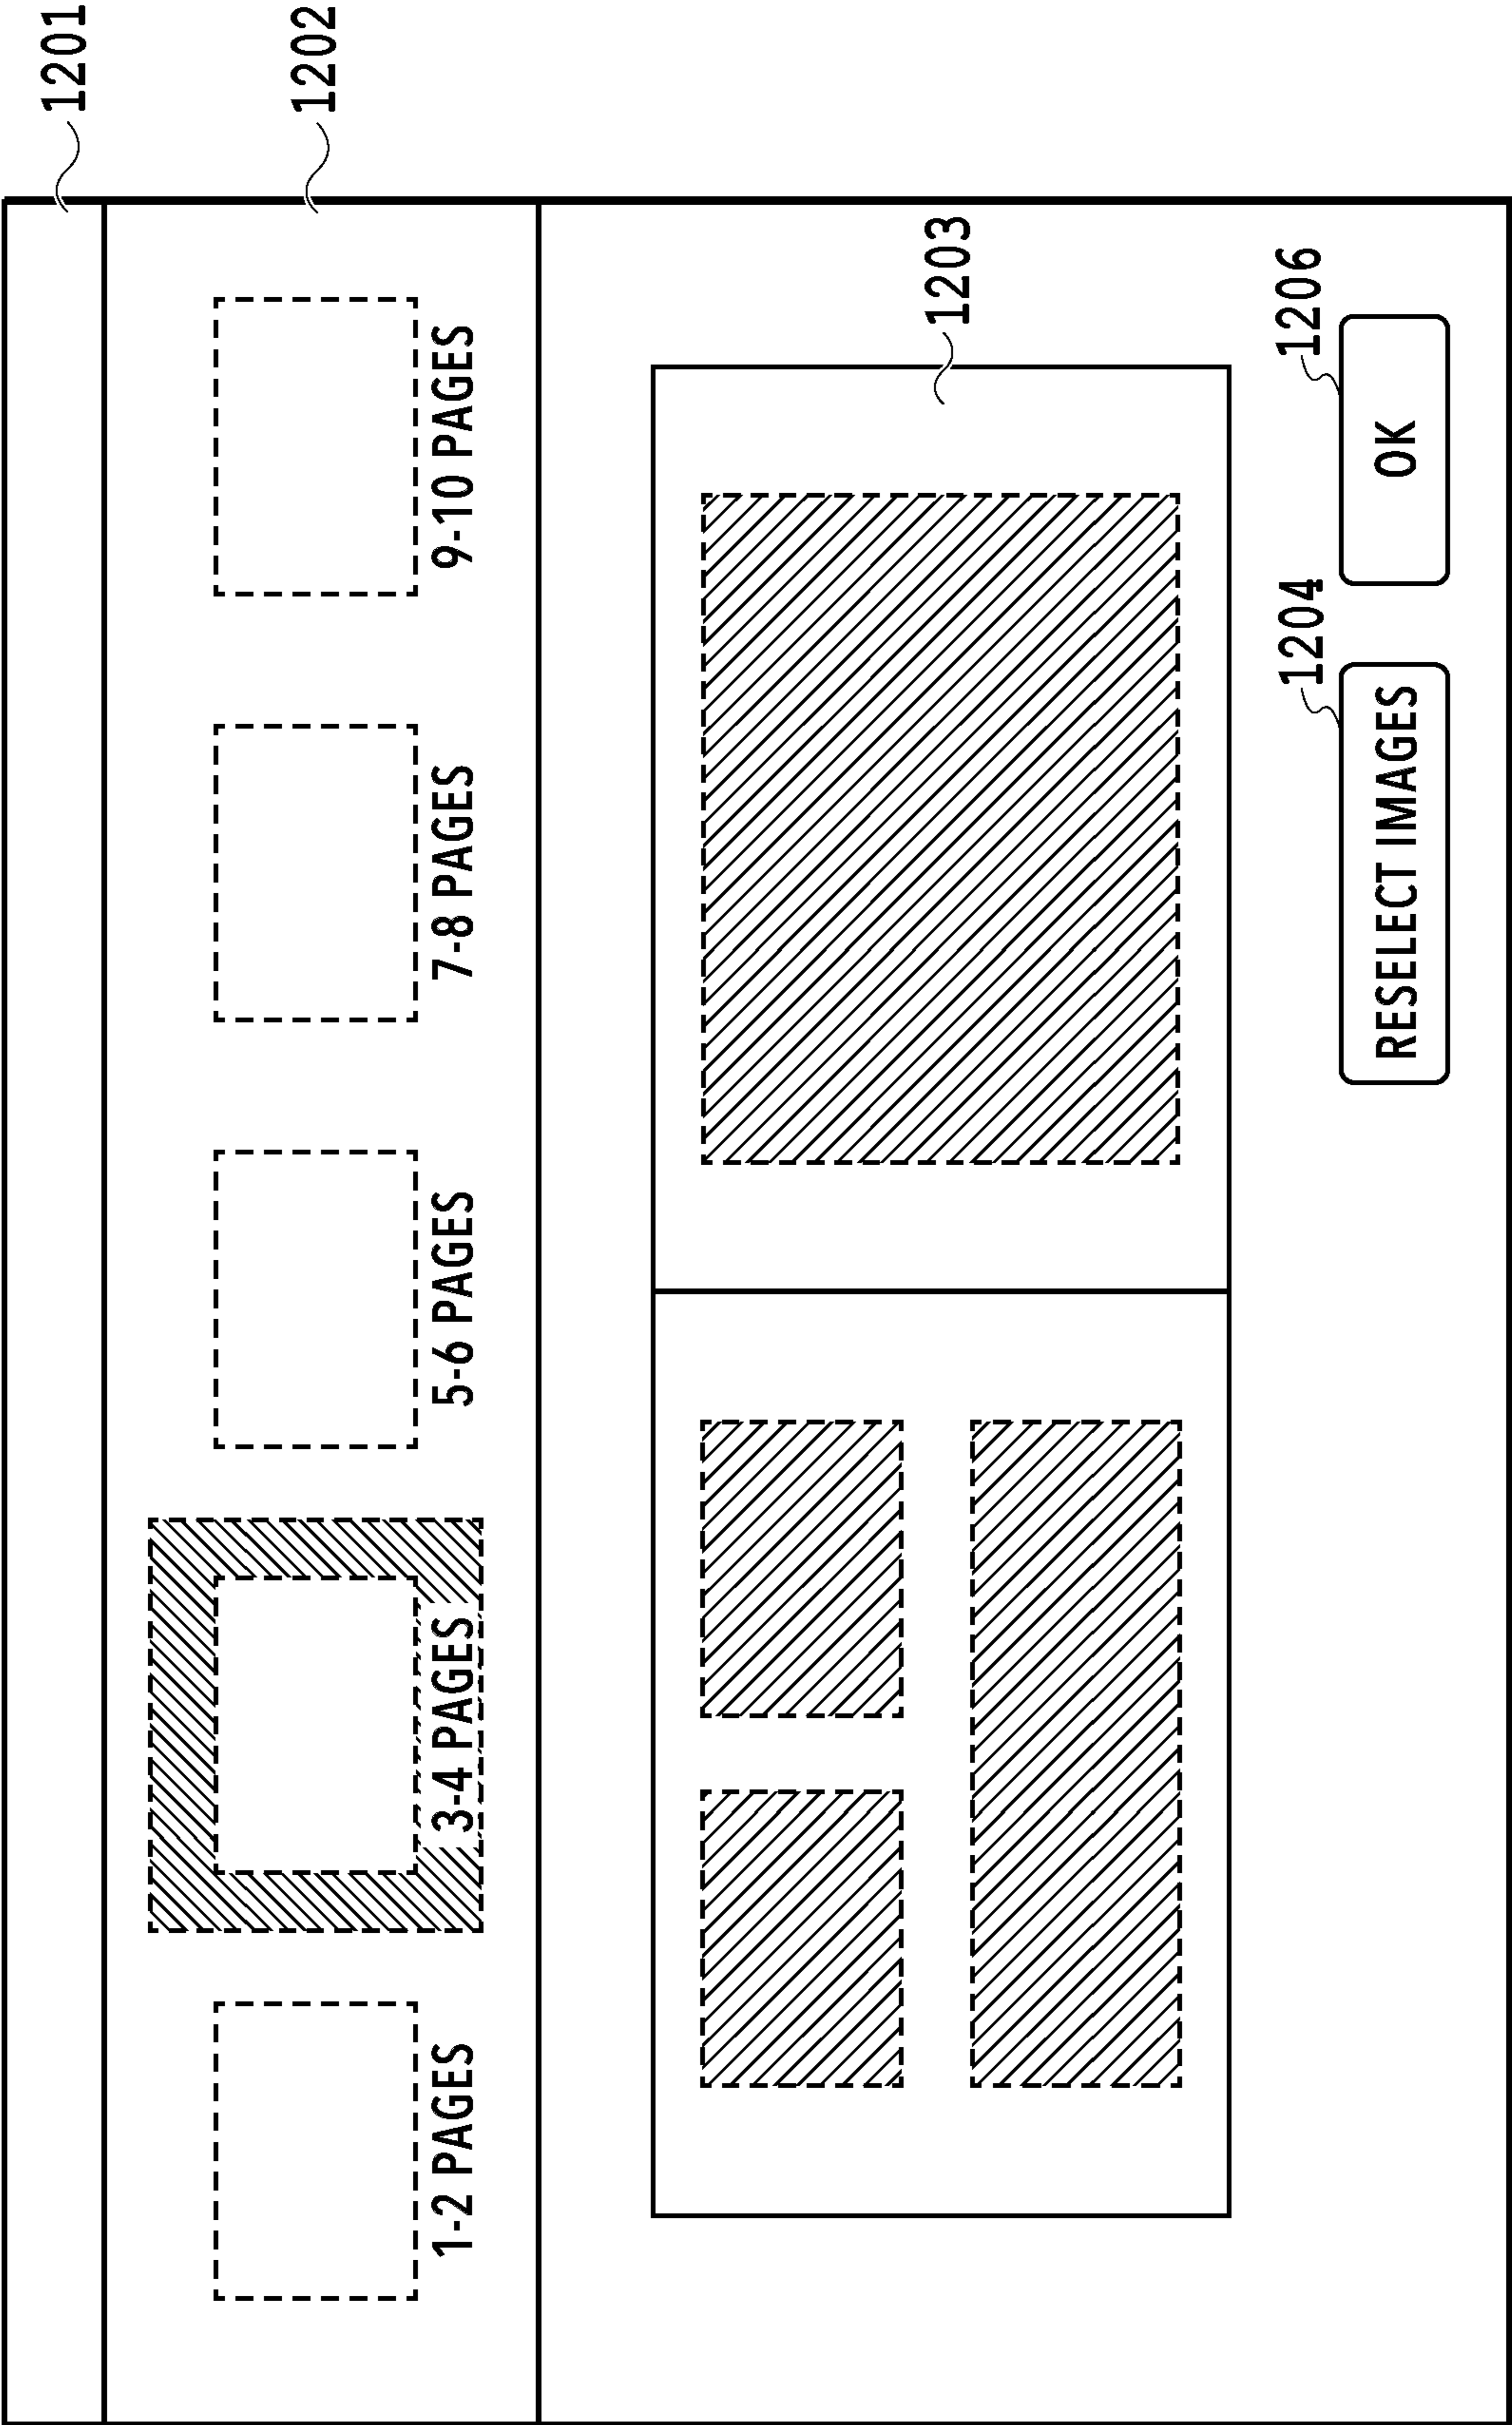 1201
1202
1-2 PAGES
3-4 PAGES
5-6 PAGES
7-8 PAGES
9-10 PAGES
1203
1204
1206
RESELECT IMAGES
OK